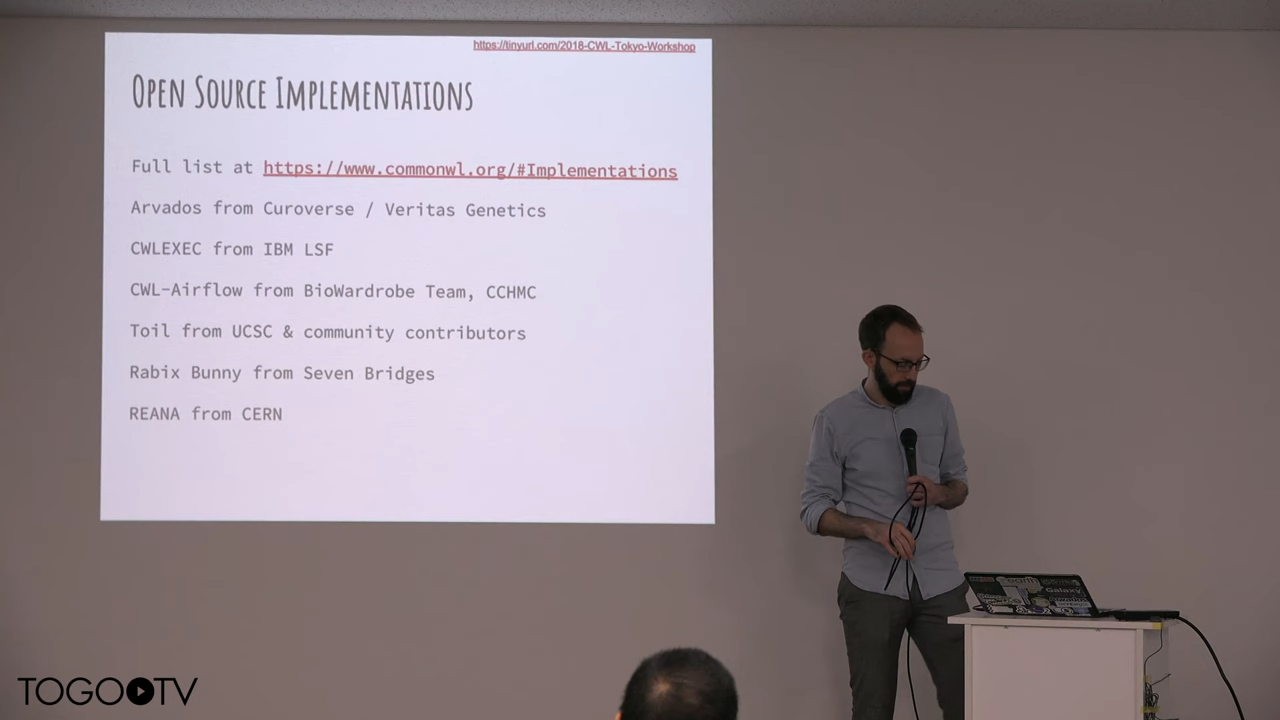 https://tinyurl.com/2018-CWL-Tokyo-Workshop
OPEN SOURCE IMPLEMENTATIONS
Full list at https://www.commonwl.org/#Implementations
Arvados from Curoverse / Veritas Genetics
CWLEXEC from IBM LSF
CWL-Airflow from BioWardrobe Team, CCHMC
Toil from UCSC & community contributors
Rabix Bunny from Seven Bridges
REANA from CERN
Galaxy
TOGOTV